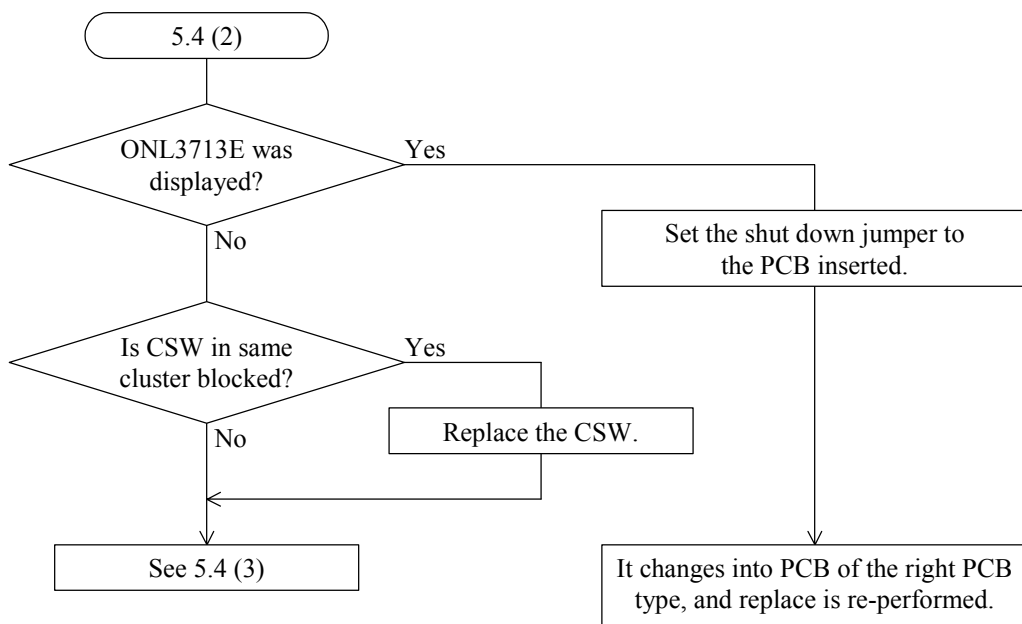 5.4 (2)
ONL3713E was
displayed?
Yes
No
Set the shut down jumper to
the PCB inserted.
Is CSW in same
cluster blocked?
Yes
No
Replace the CSW.
See 5.4 (3)
It changes into PCB of the right PCB
type, and replace is re-performed.